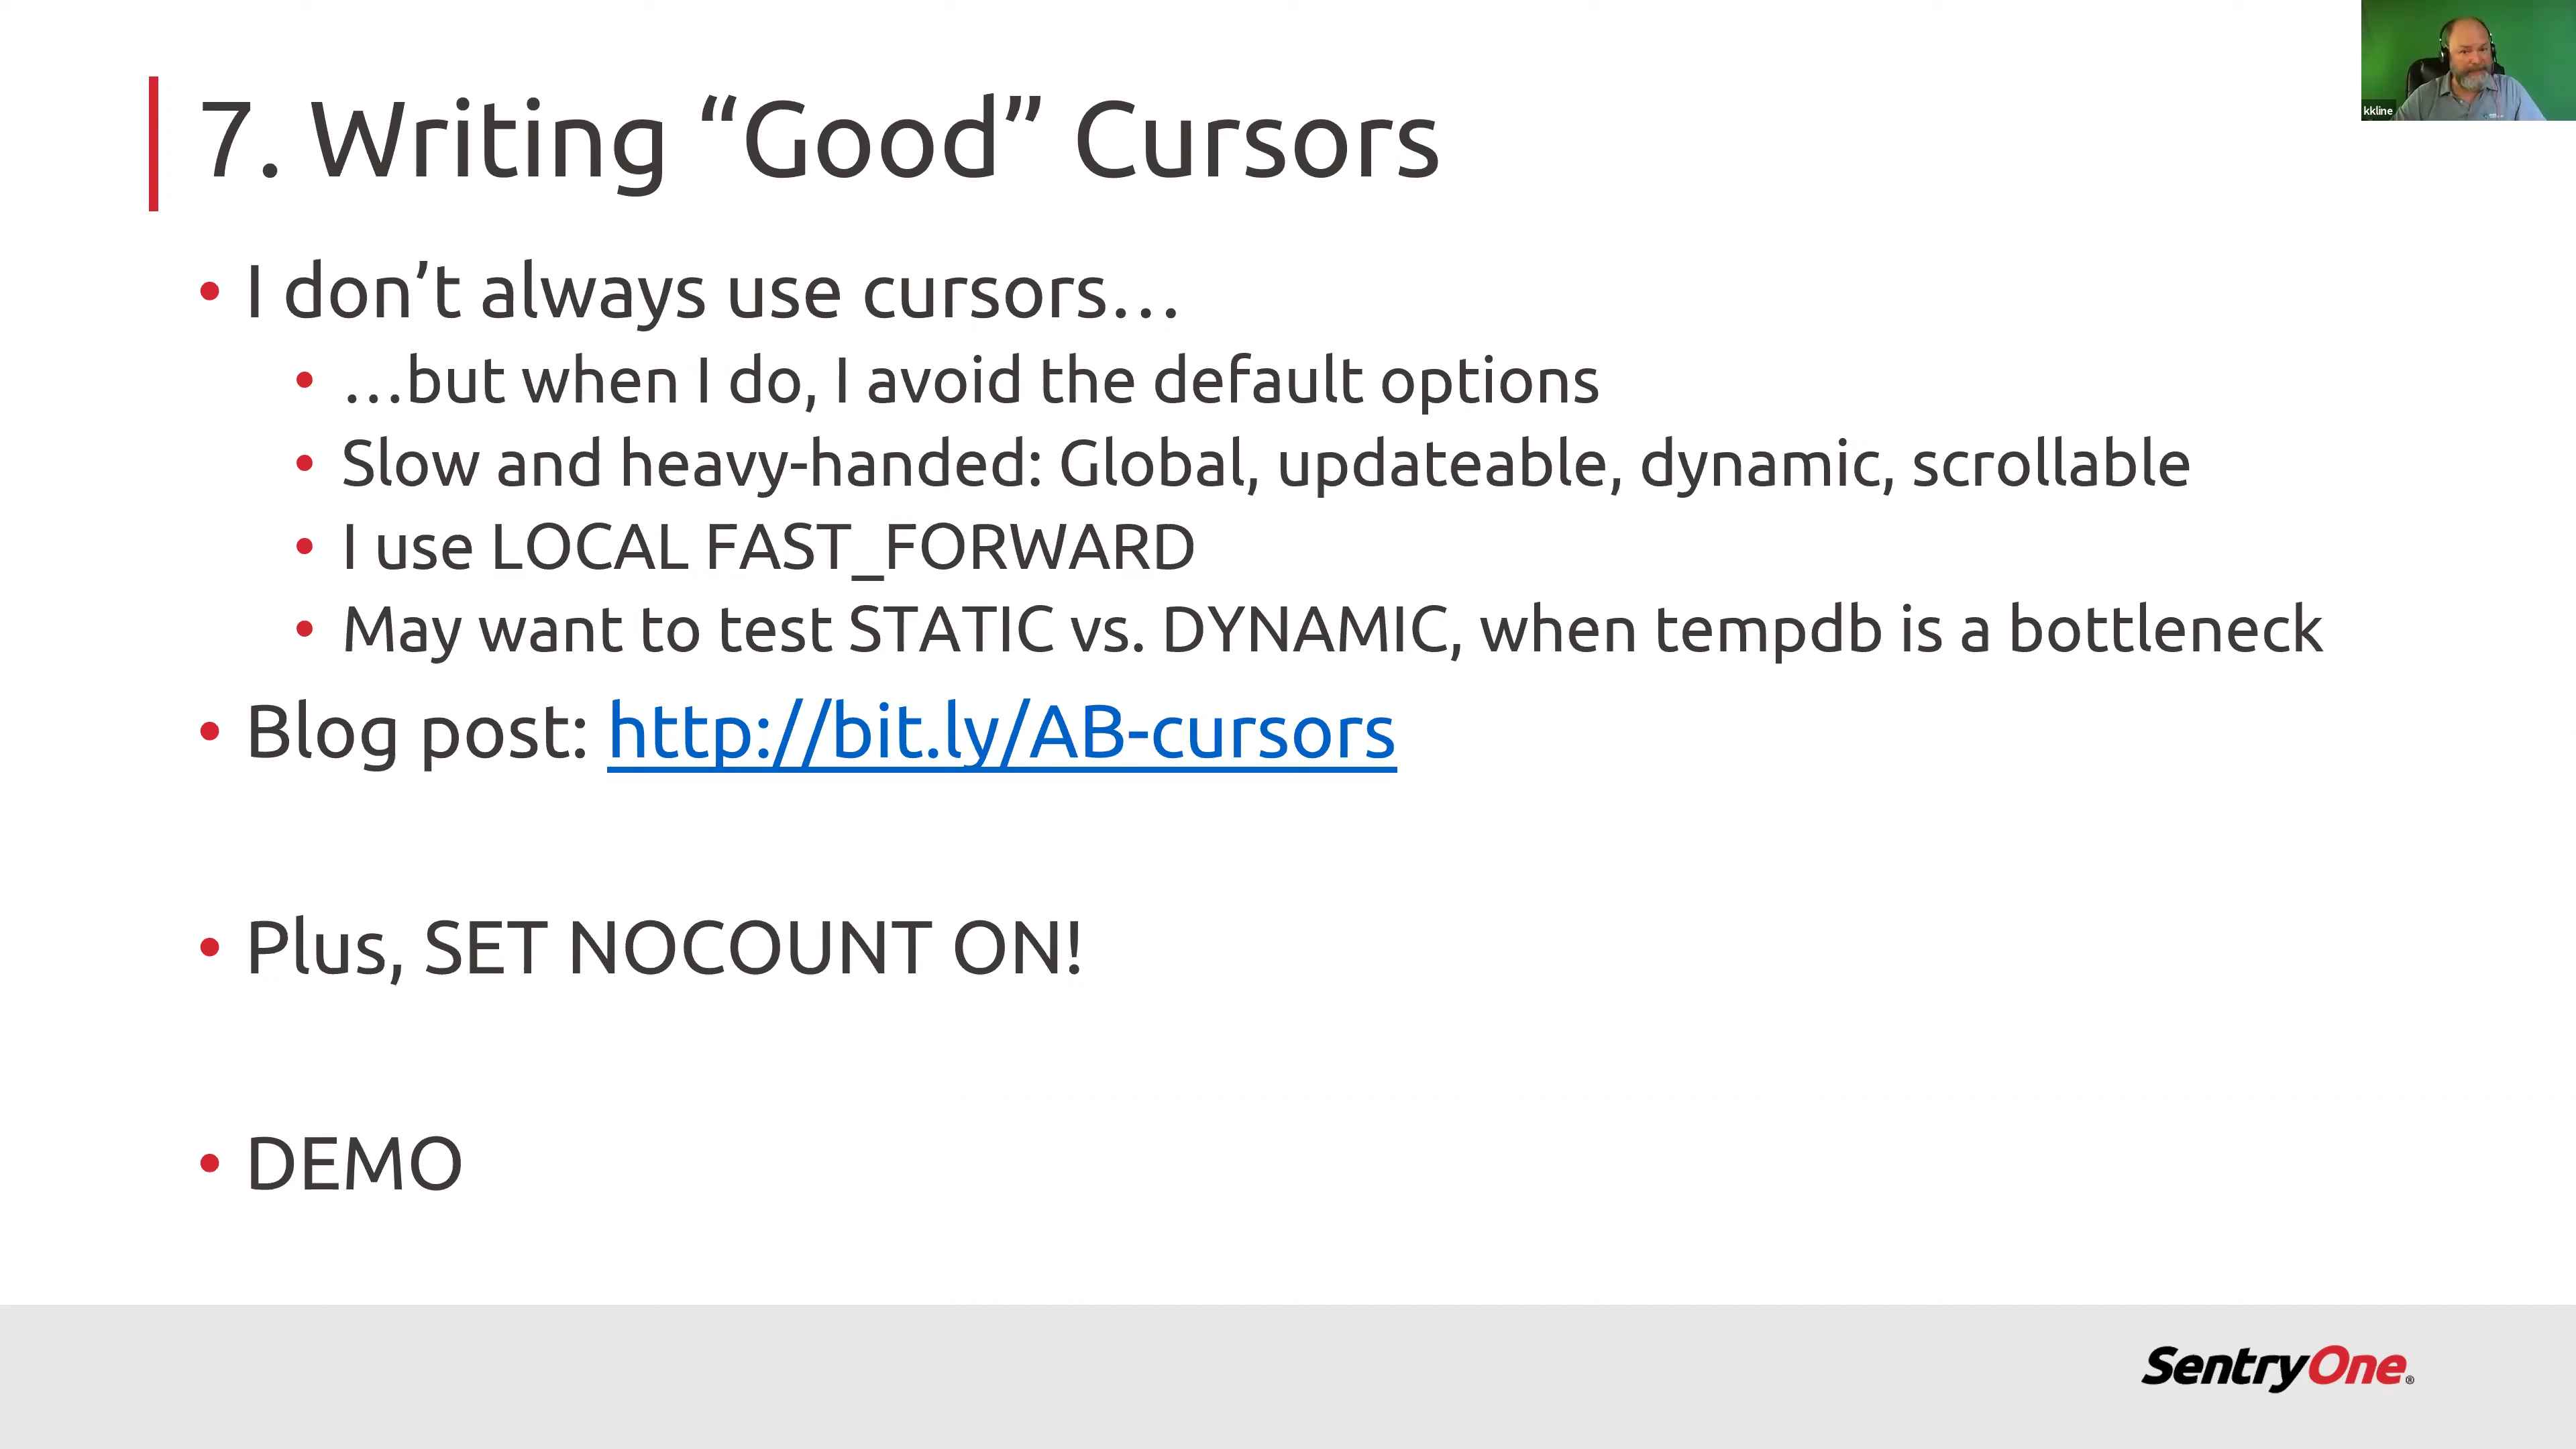 kkline
7. Writing “Good” Cursors
• I don’t always use cursors…
• …but when I do, I avoid the default options
• Slow and heavy-handed: Global, updateable, dynamic, scrollable
• I use LOCAL FAST_FORWARD
• May want to test STATIC vs. DYNAMIC, when tempdb is a bottleneck
• Blog post: http://bit.ly/AB-cursors
• Plus, SET NOCOUNT ON!
• DEMO
SentryOne®